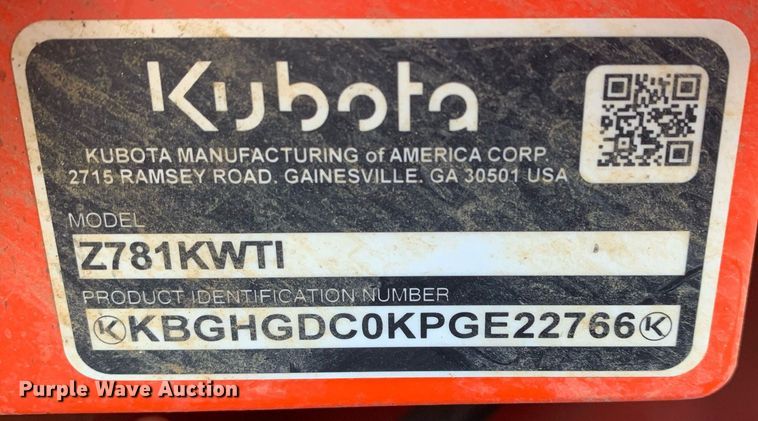 Kubota
KUBOTA MANUFACTURING of AMERICA CORP.
2715 RAMSEY ROAD. GAINESVILLE. GA 30501 USA
MODEL
Z781KWTI
PRODUCT IDENTIFICATION NUMBER
KBGHGDC0KPGE22766
Purple Wave Auction